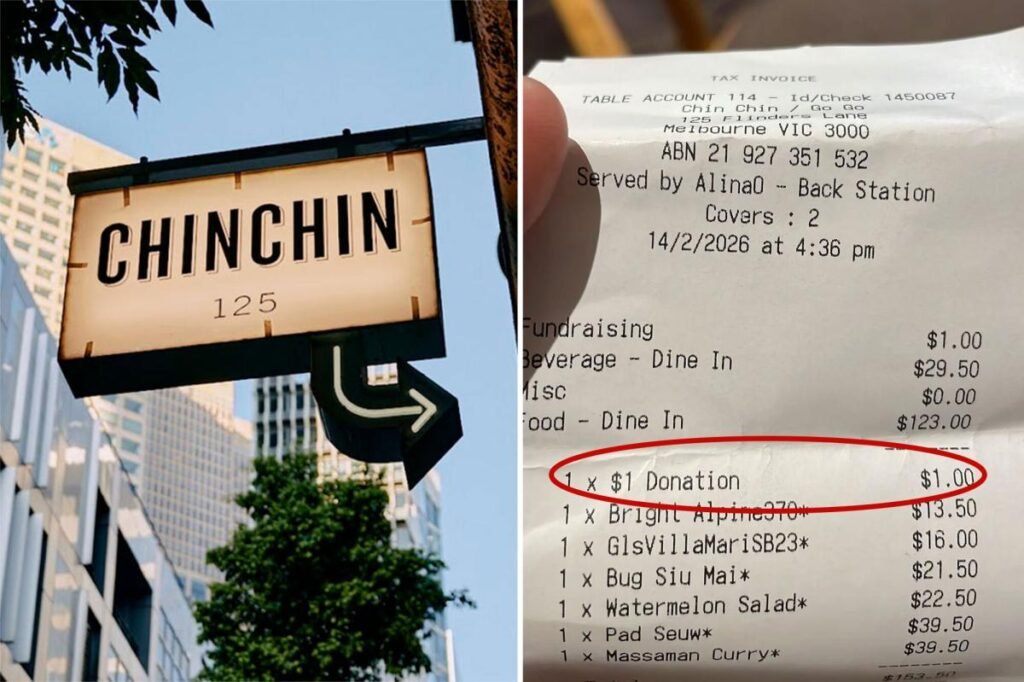 CHINCHIN
125
TAX INVOICE
TABLE ACCOUNT 114 - Id/Check 1450087
Chin Chin / Go Go
125 Flinders Lane
Melbourne VIC 3000
ABN 21 927 351 532
Served by AlinaO - Back Station
Covers : 2
14/2/2026 at 4:36 pm
Fundraising $1.00
Beverage - Dine In $29.50
Misc $0.00
Food - Dine In $123.00
1 x $1 Donation $1.00
1 x Bright Alpine370* $13.50
1 x GlsVillaMariSB23* $16.00
1 x Bug Siu Mai* $21.50
1 x Watermelon Salad* $22.50
1 x Pad Seuw* $39.50
1 x Massaman Curry* $39.50
$153.50